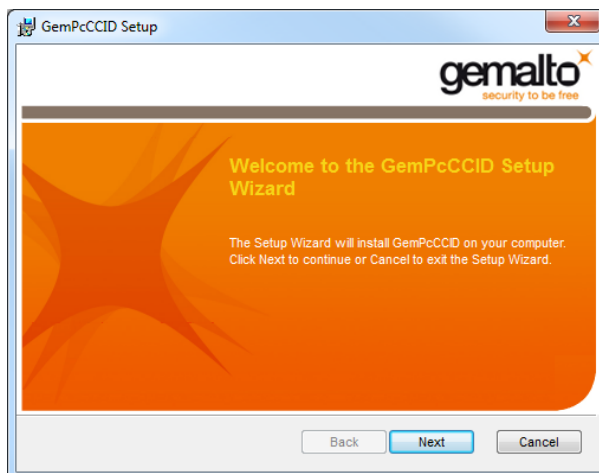 GemPcCCID Setup
gemalto
security to be free
Welcome to the GemPcCCID Setup
Wizard
The Setup Wizard will install GemPcCCID on your computer.
Click Next to continue or Cancel to exit the Setup Wizard.
Back Next Cancel